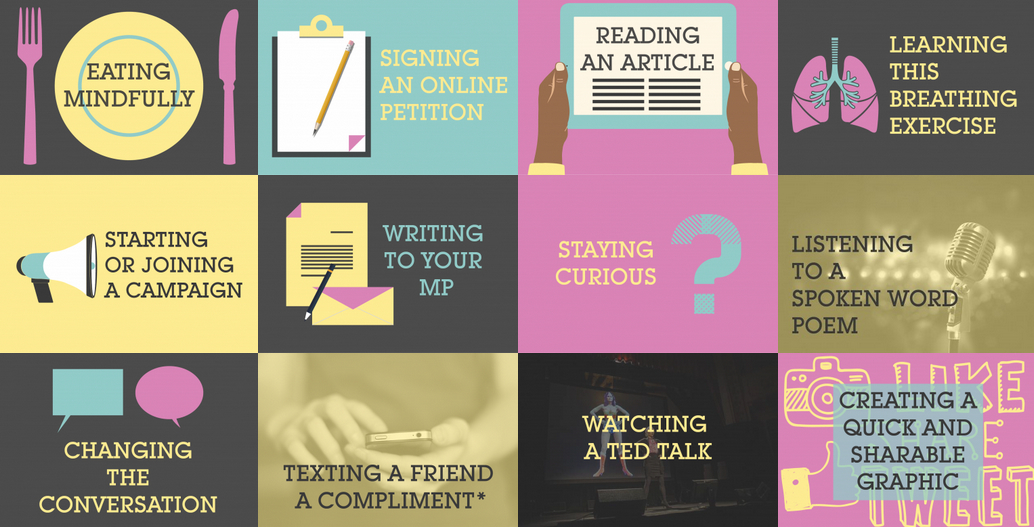 EATING
MINDFULLY
SIGNING
AN ONLINE
PETITION
READING
AN ARTICLE
LEARNING
THIS
BREATHING
EXERCISE
STARTING
OR JOINING
A CAMPAIGN
WRITING
TO YOUR
MP
STAYING
CURIOUS
?
LISTENING
TO A
SPOKEN WORD
POEM
CHANGING
THE
CONVERSATION
TEXTING A FRIEND
A COMPLIMENT*
WATCHING
A TED TALK
LIKE
CREATING A
QUICK AND
SHARABLE
GRAPHIC
SHARE
TWEET